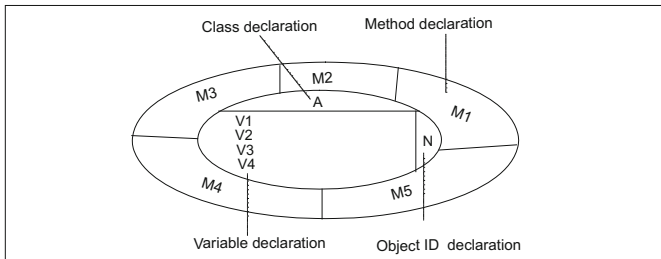 Class declaration
Method declaration
M3
M2
M1
A
V1
V2
V3
V4
N
M4
M5
Variable declaration
Object ID declaration